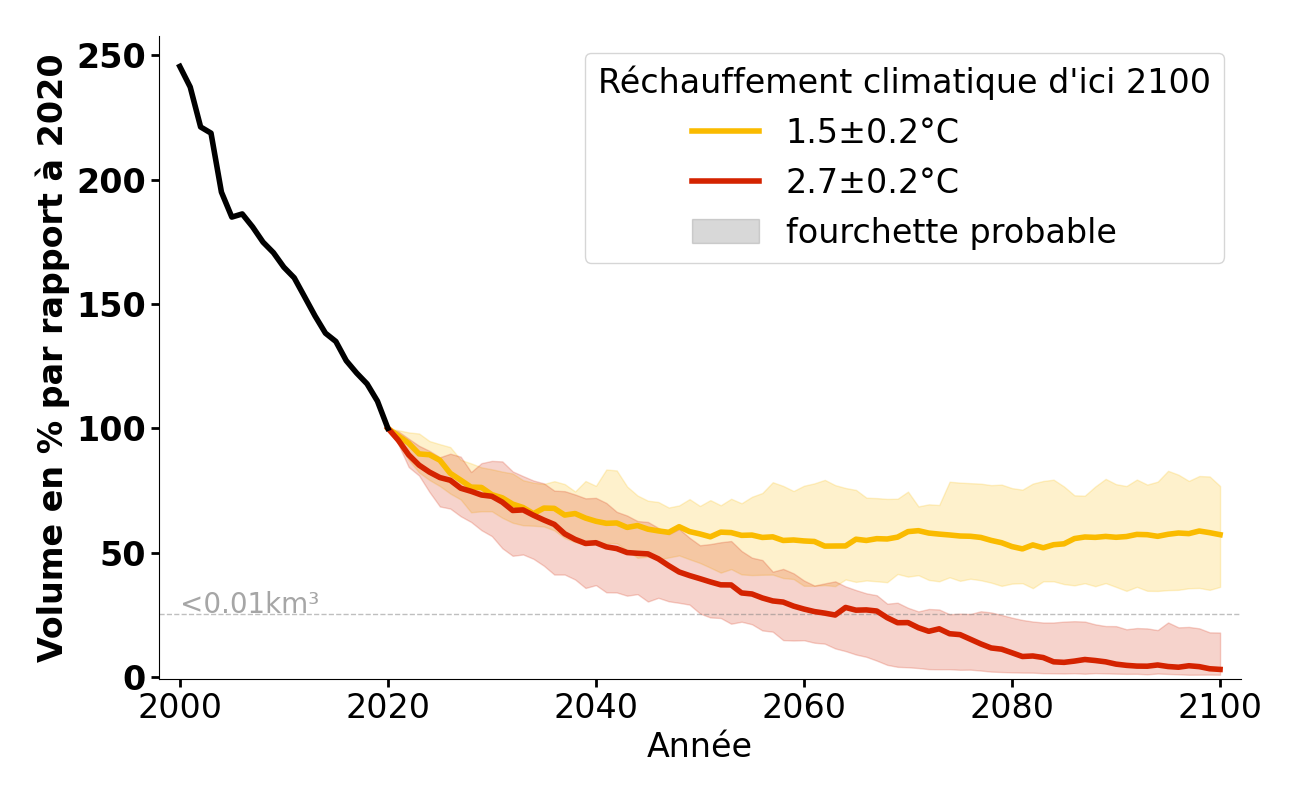 Volume en % par rapport à 2020
250
200
150
100
50
0
Réchauffement climatique d'ici 2100
1.5±0.2°C
2.7±0.2°C
fourchette probable
<0.01km³
2000 2020 2040 2060 2080 2100
Année